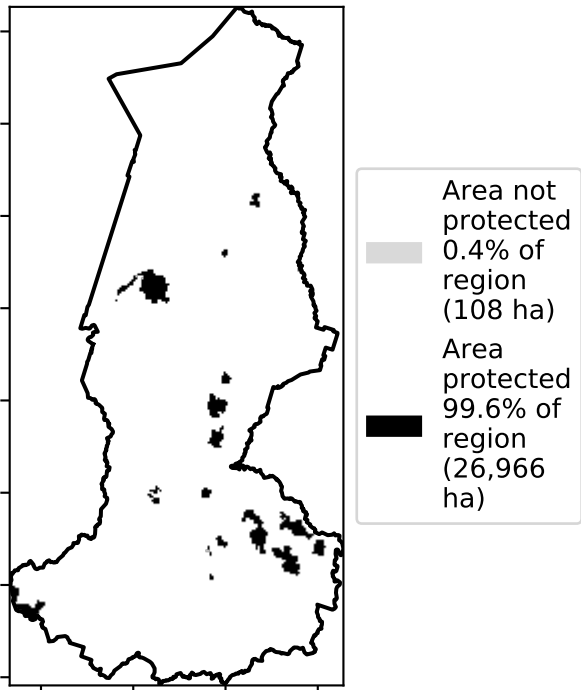 Area not
protected
0.4% of
region
(108 ha)
Area
protected
99.6% of
region
(26,966
ha)